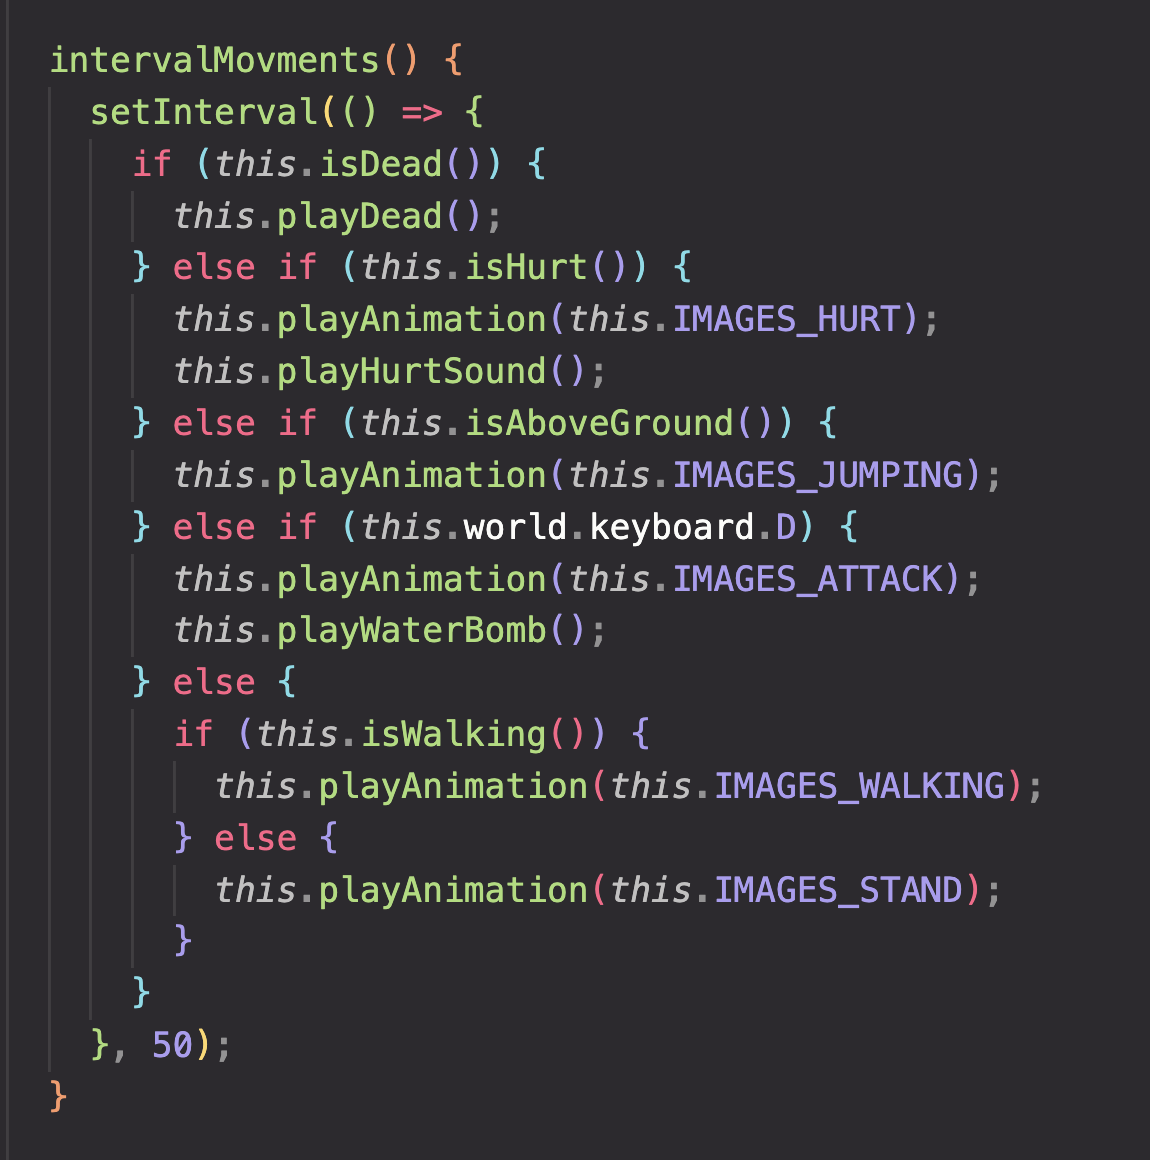 intervalMovments() {
  setInterval(() => {
    if (this.isDead()) {
      this.playDead();
    } else if (this.isHurt()) {
      this.playAnimation(this.IMAGES_HURT);
      this.playHurtSound();
    } else if (this.isAboveGround()) {
      this.playAnimation(this.IMAGES_JUMPING);
    } else if (this.world.keyboard.D) {
      this.playAnimation(this.IMAGES_ATTACK);
      this.playWaterBomb();
    } else {
      if (this.isWalking()) {
        this.playAnimation(this.IMAGES_WALKING);
      } else {
        this.playAnimation(this.IMAGES_STAND);
      }
    }
  }, 50);
}